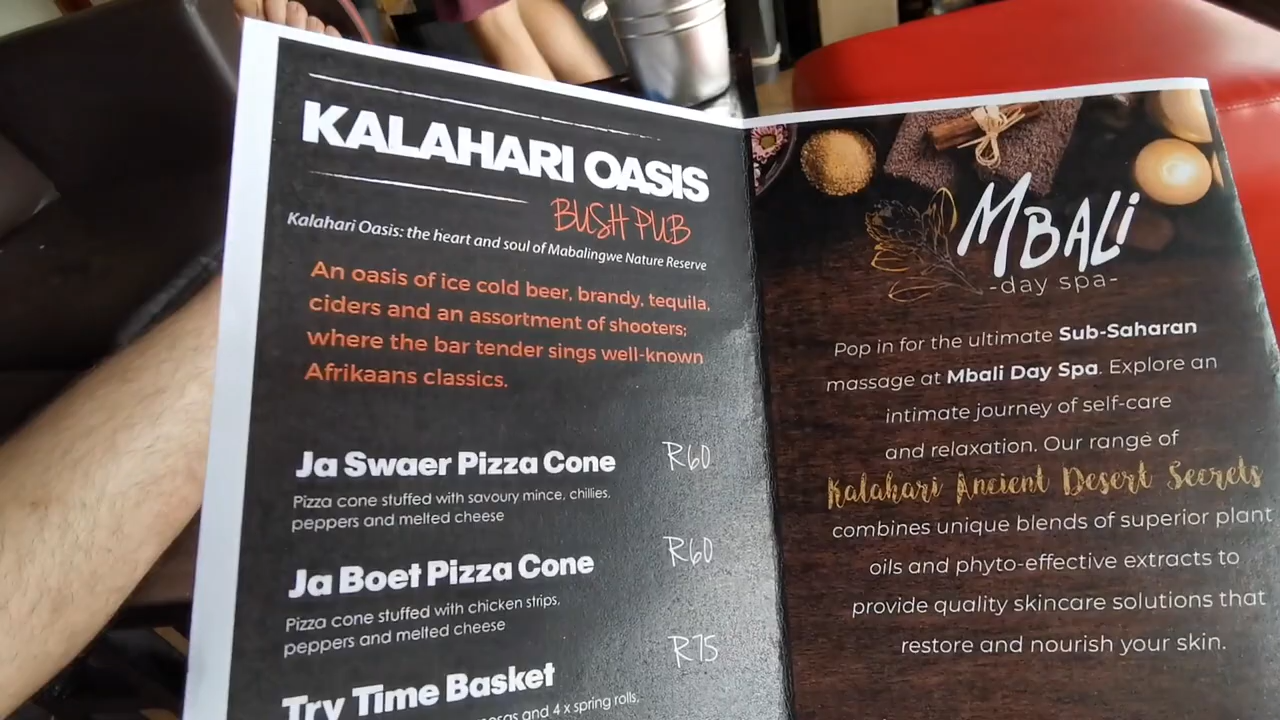 KALAHARI OASIS
BUSH PUB
Kalahari Oasis: the heart and soul of Mabalingwe Nature Reserve
An oasis of ice cold beer, brandy, tequila,
ciders and an assortment of shooters;
where the bar tender sings well-known
Afrikaans classics.
Ja Swaer Pizza Cone R60
Pizza cone stuffed with savoury mince, chillies,
peppers and melted cheese
Ja Boet Pizza Cone R60
Pizza cone stuffed with chicken strips,
peppers and melted cheese
Try Time Basket R75
and 4 x spring rolls,
MBALI
-day spa-
Pop in for the ultimate Sub-Saharan
massage at Mbali Day Spa. Explore an
intimate journey of self-care
and relaxation. Our range of
Kalahari Ancient Desert Secrets
combines unique blends of superior plant
oils and phyto-effective extracts to
provide quality skincare solutions that
restore and nourish your skin.